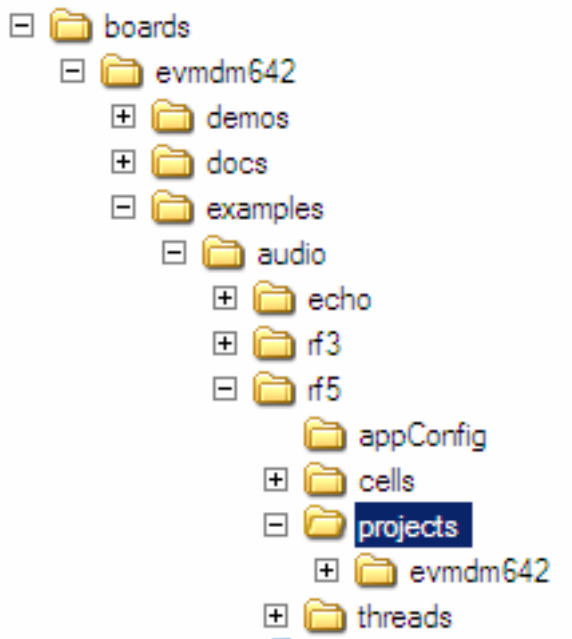 boards
evmdm642
demos
docs
examples
audio
echo
rf3
rf5
appConfig
cells
projects
evmdm642
threads